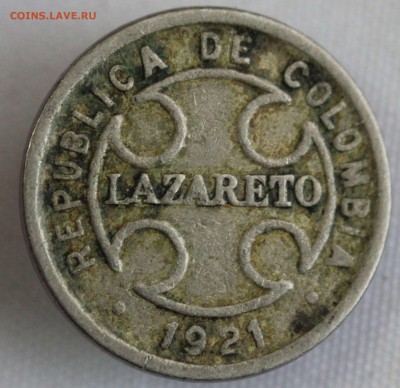 COINS.LAVE.RU
REPUBLICA DE COLOMBIA
LAZARETO
· 1921 ·